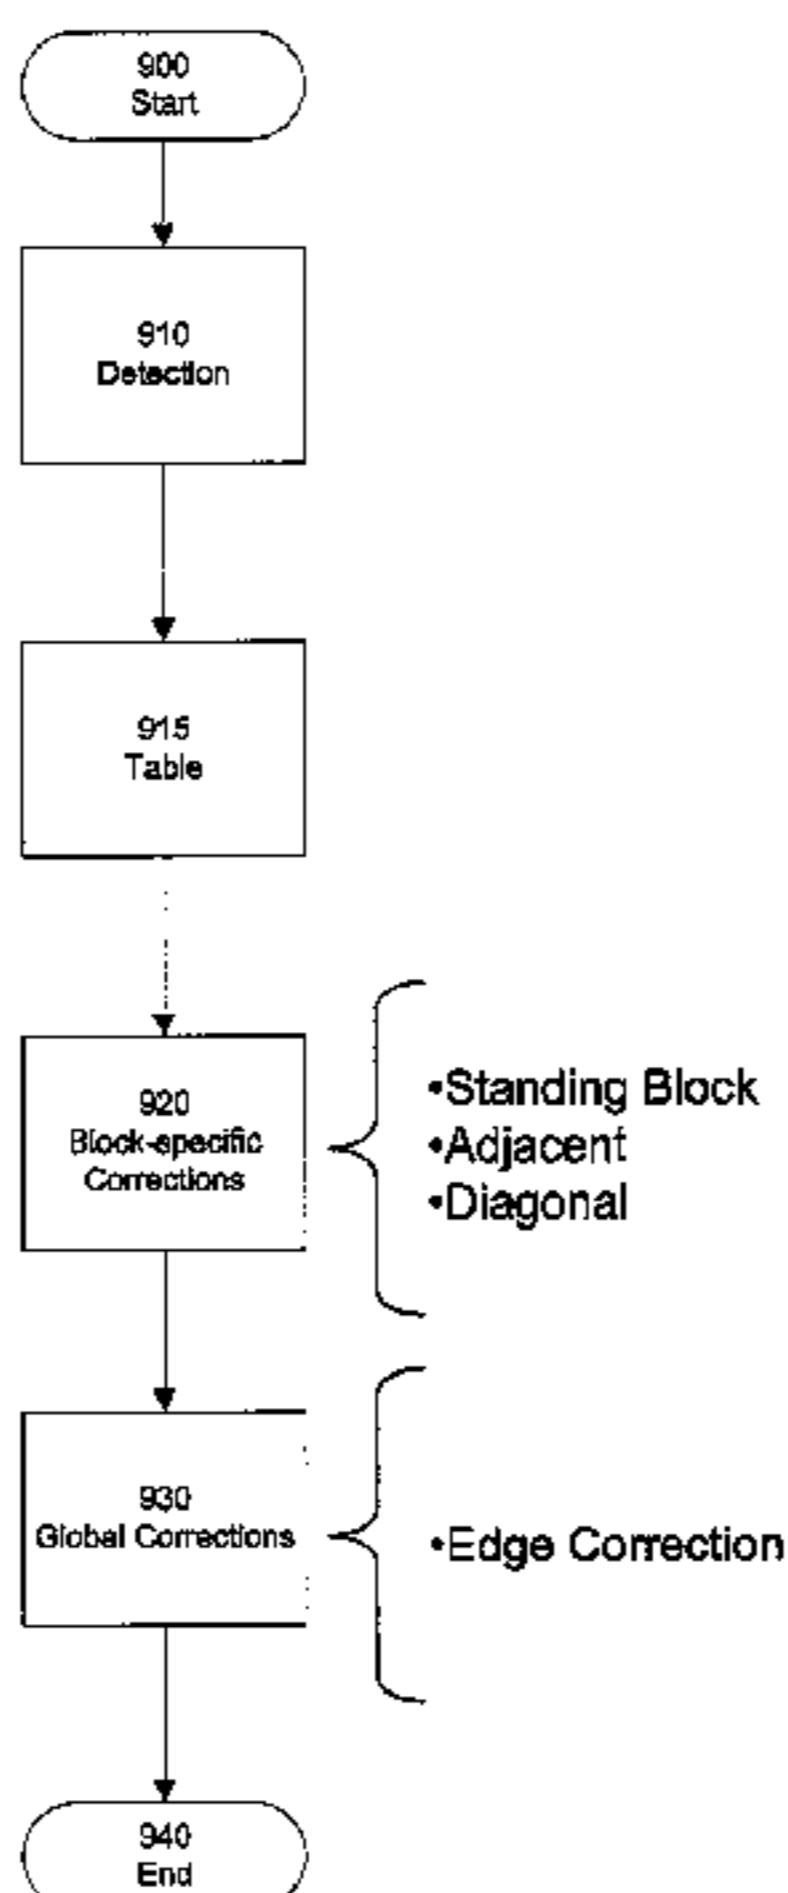 900
Start
910
Detection
915
Table
920
Block-specific
Corrections
•Standing Block
•Adjacent
•Diagonal
930
Global Corrections
•Edge Correction
940
End